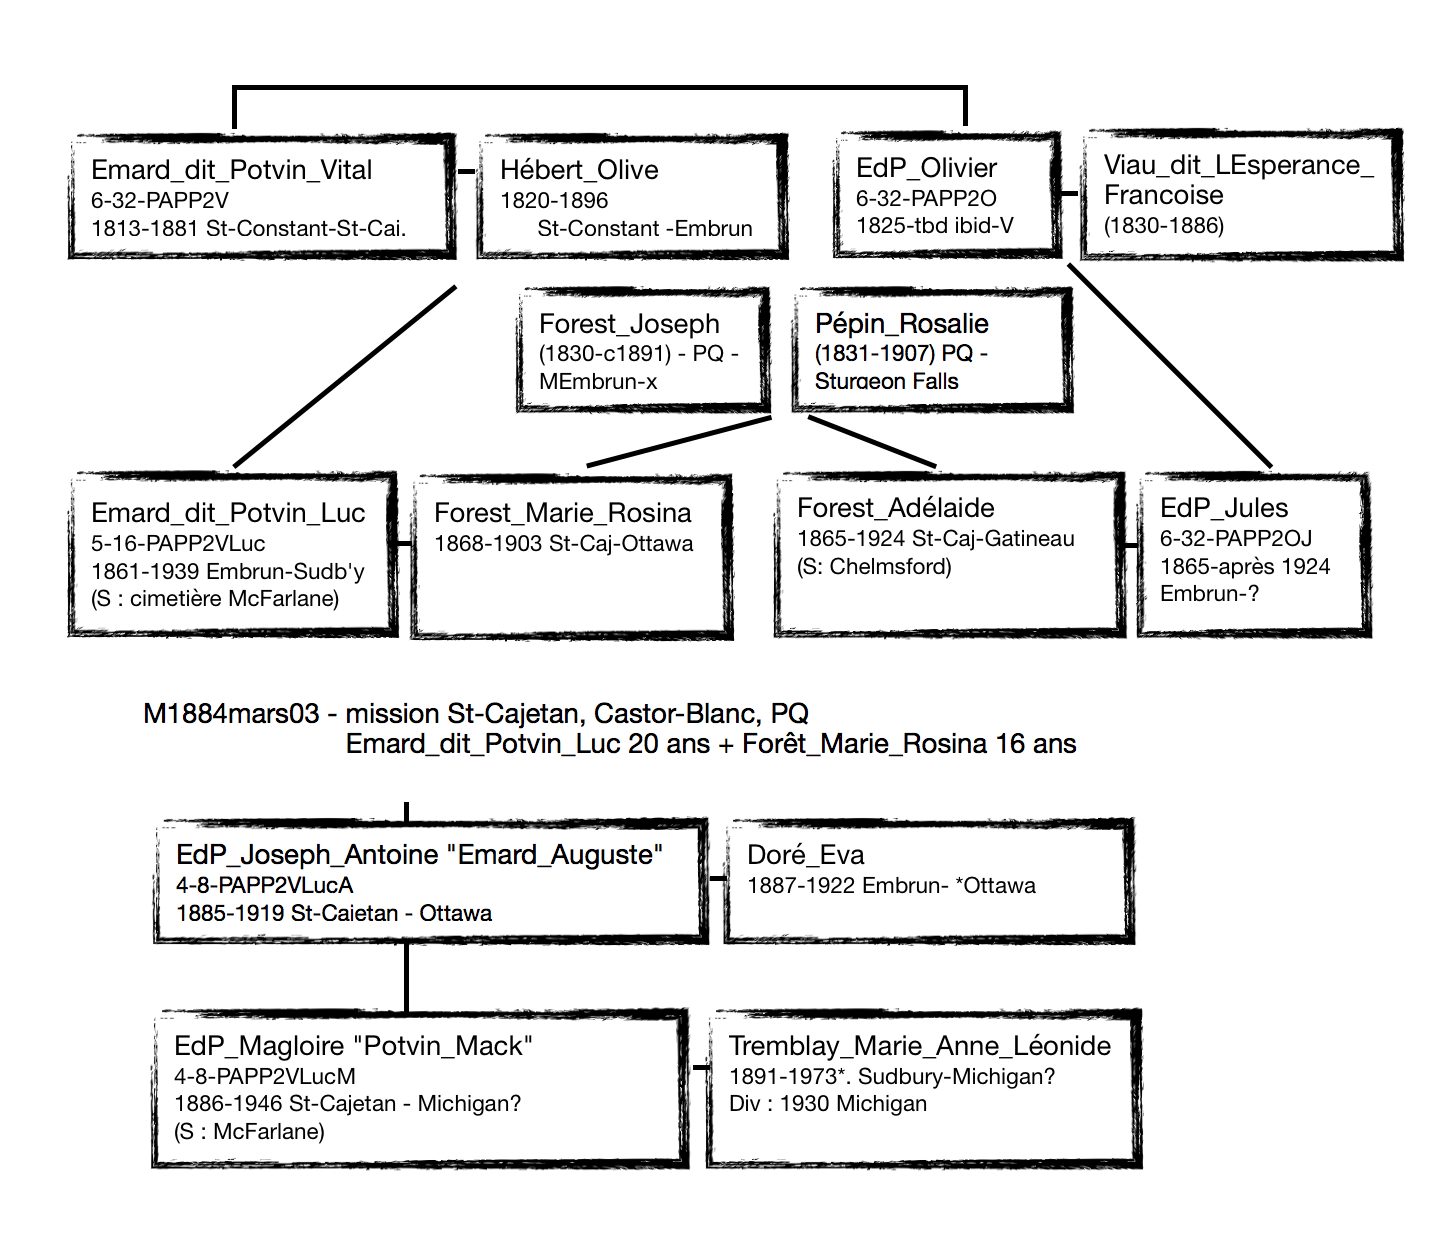 Emard_dit_Potvin_Vital
6-32-PAPP2V
1813-1881 St-Constant-St-Cai.
Hébert_Olive
1820-1896
St-Constant -Embrun
EdP_Olivier
6-32-PAPP2O
1825-tbd ibid-V
Viau_dit_LEsperance_
Francoise
(1830-1886)
Forest_Joseph
(1830-c1891) - PQ -
MEmbrun-x
Pépin_Rosalie
(1831-1907) PQ -
Sturgeon Falls
Emard_dit_Potvin_Luc
5-16-PAPP2VLuc
1861-1939 Embrun-Sudb'y
(S : cimetière McFarlane)
Forest_Marie_Rosina
1868-1903 St-Caj-Ottawa
Forest_Adélaide
1865-1924 St-Caj-Gatineau
(S: Chelmsford)
EdP_Jules
6-32-PAPP2OJ
1865-après 1924
Embrun-?
M1884mars03 - mission St-Cajetan, Castor-Blanc, PQ
Emard_dit_Potvin_Luc 20 ans + Forêt_Marie_Rosina 16 ans
EdP_Joseph_Antoine "Emard_Auguste"
4-8-PAPP2VLucA
1885-1919 St-Caietan - Ottawa
Doré_Eva
1887-1922 Embrun- *Ottawa
EdP_Magloire "Potvin_Mack"
4-8-PAPP2VLucM
1886-1946 St-Cajetan - Michigan?
(S : McFarlane)
Tremblay_Marie_Anne_Léonide
1891-1973*. Sudbury-Michigan?
Div : 1930 Michigan